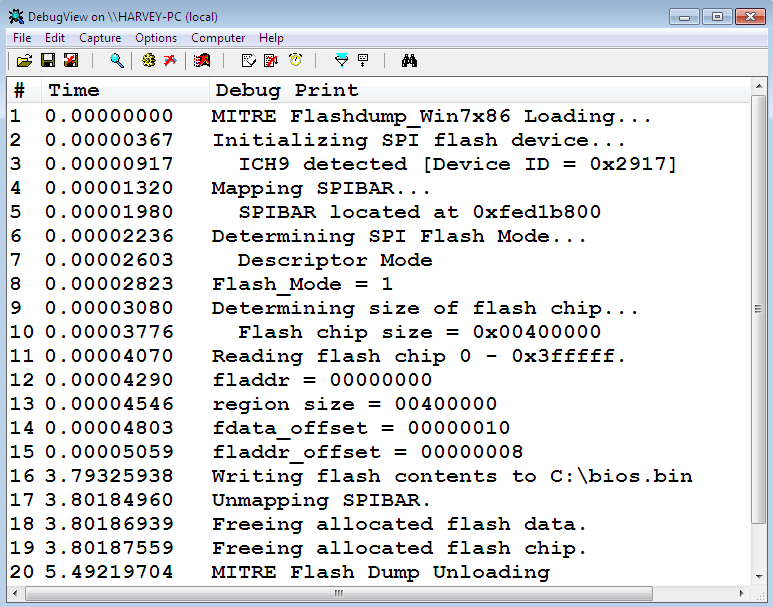 DebugView on \\HARVEY-PC (local)
File Edit Capture Options Computer Help
# Time Debug Print
1 0.00000000 MITRE Flashdump_Win7x86 Loading...
2 0.00000367 Initializing SPI flash device...
3 0.00000917 ICH9 detected [Device ID = 0x2917]
4 0.00001320 Mapping SPIBAR...
5 0.00001980 SPIBAR located at 0xfed1b800
6 0.00002236 Determining SPI Flash Mode...
7 0.00002603 Descriptor Mode
8 0.00002823 Flash_Mode = 1
9 0.00003080 Determining size of flash chip...
10 0.00003776 Flash chip size = 0x00400000
11 0.00004070 Reading flash chip 0 - 0x3fffff.
12 0.00004290 fladdr = 00000000
13 0.00004546 region size = 00400000
14 0.00004803 fdata_offset = 00000010
15 0.00005059 fladdr_offset = 00000008
16 3.79325938 Writing flash contents to C:\bios.bin
17 3.80184960 Unmapping SPIBAR.
18 3.80186939 Freeing allocated flash data.
19 3.80187559 Freeing allocated flash chip.
20 5.49219704 MITRE Flash Dump Unloading